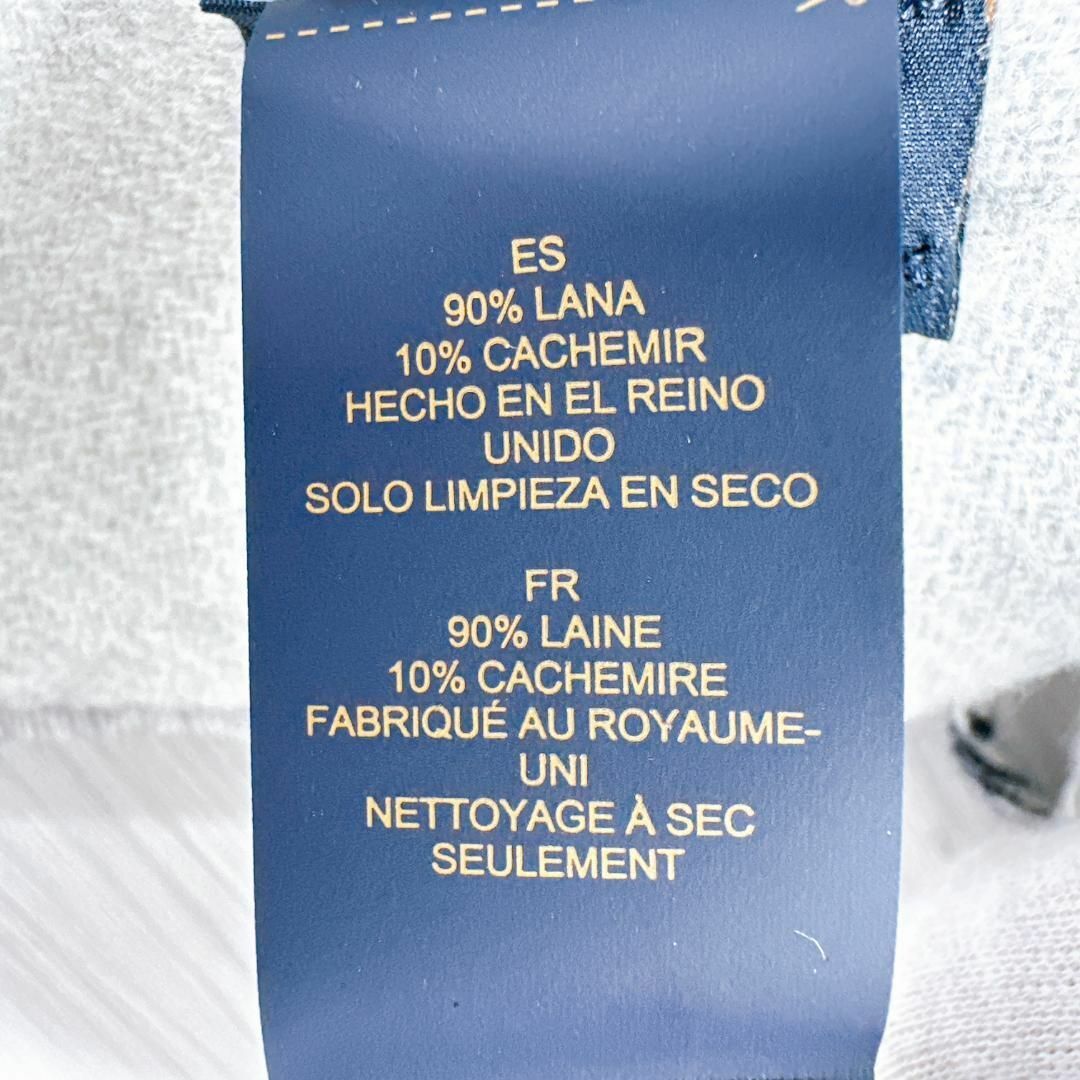 ES
90% LANA
10% CACHEMIR
HECHO EN EL REINO
UNIDO
SOLO LIMPIEZA EN SECO
FR
90% LAINE
10% CACHEMIRE
FABRIQUÉ AU ROYAUME-
UNI
NETTOYAGE À SEC
SEULEMENT